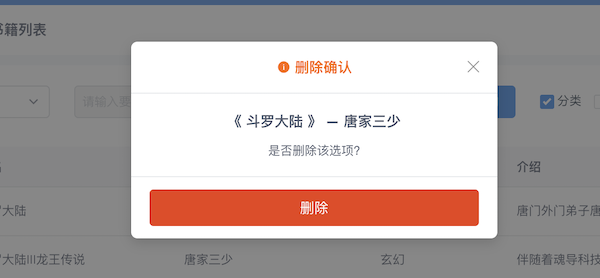 书籍列表
删除确认
请输入
分类
《 斗罗大陆 》 — 唐家三少
是否删除该选项?
介绍
删除
大陆
唐门外门弟子唐
大陆III龙王传说
唐家三少
玄幻
伴随着魂导科技